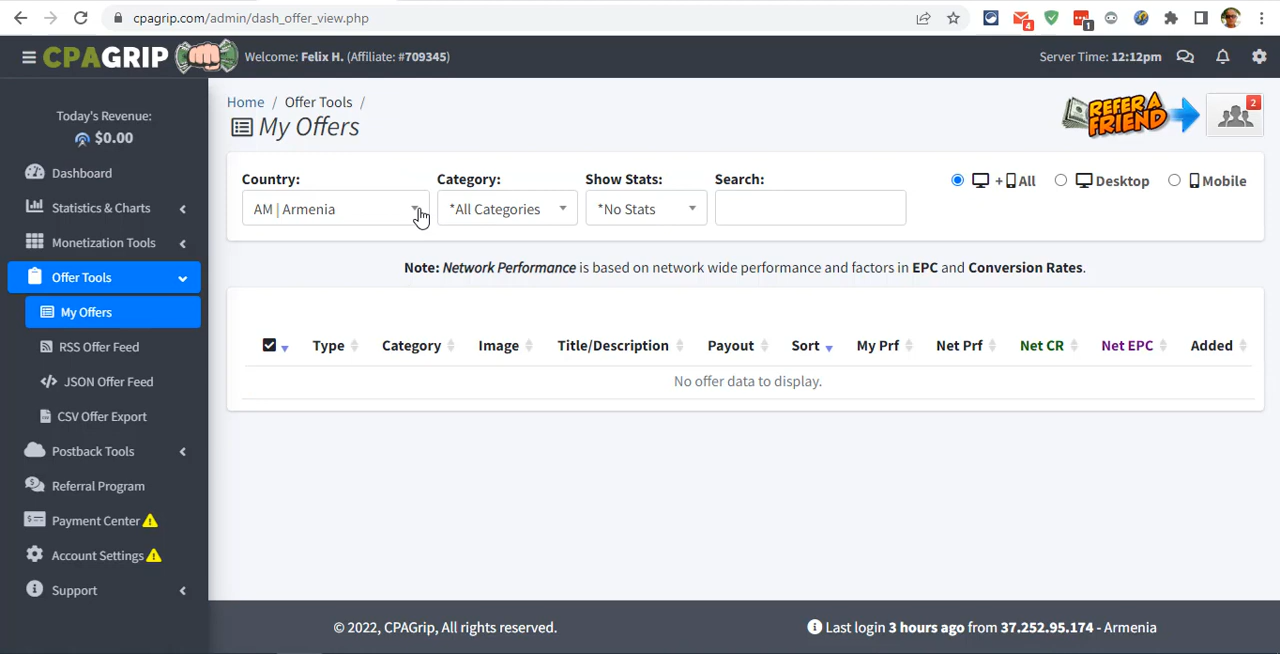 cpagrip.com/admin/dash_offer_view.php
4
1
CPAGRIP
Welcome: Felix H. (Affiliate: #709345)
Server Time: 12:12pm
Today's Revenue:
$0.00
Dashboard
Statistics & Charts
Monetization Tools
Offer Tools
My Offers
RSS Offer Feed
JSON Offer Feed
CSV Offer Export
Postback Tools
Referral Program
Payment Center
Account Settings
Support
Home / Offer Tools /
My Offers
REFER A
FRIEND
2
Country: Category: Show Stats: Search:
AM | Armenia *All Categories *No Stats
+ All Desktop Mobile
Note: Network Performance is based on network wide performance and factors in EPC and Conversion Rates.
Type Category Image Title/Description Payout Sort My Prf Net Prf Net CR Net EPC Added
No offer data to display.
© 2022, CPAGrip, All rights reserved.
Last login 3 hours ago from 37.252.95.174 - Armenia